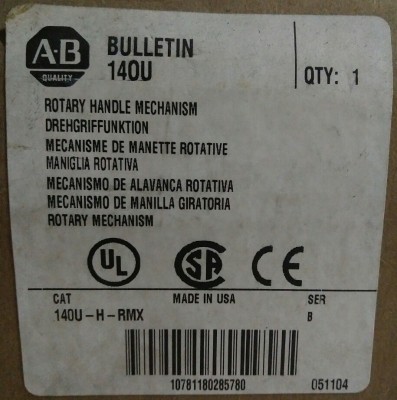 A-B
QUALITY
BULLETIN
140U
QTY: 1
ROTARY HANDLE MECHANISM
DREHGRIFFUNKTION
MECANISME DE MANETTE ROTATIVE
MANIGLIA ROTATIVA
MECANISMO DE ALAVANCA ROTATIVA
MECANISMO DE MANILLA GIRATORIA
ROTARY MECHANISM
UL
SA
CE
CAT MADE IN USA SER
140U-H-RMX B
10781180285780 051104